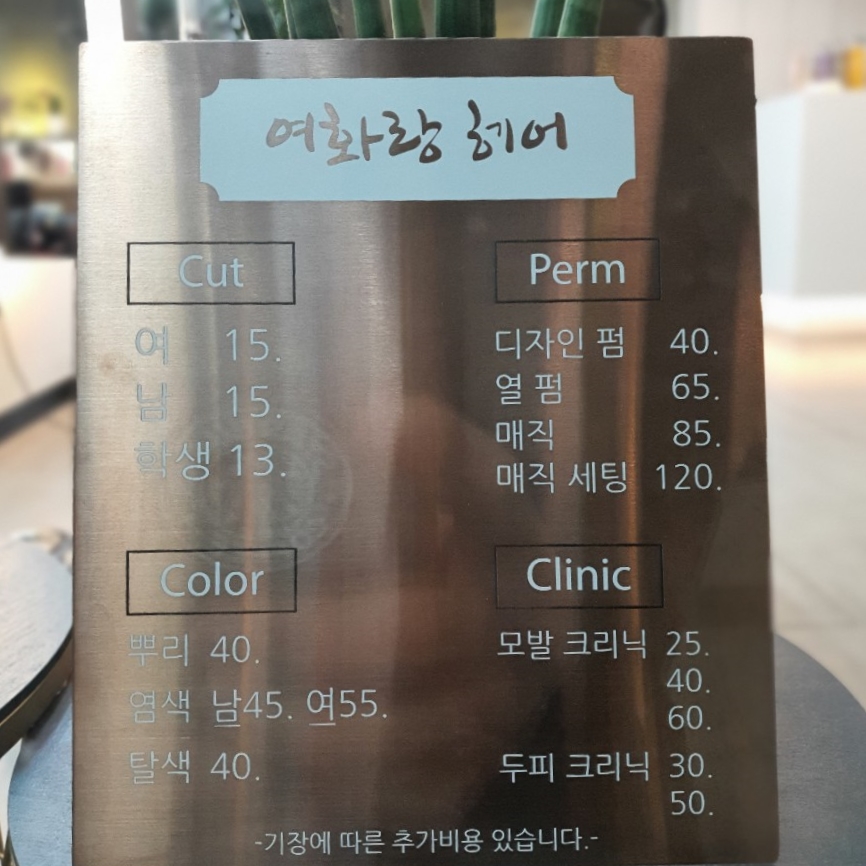 여화랑 헤어
Cut
여 15.
남 15.
학생 13.
Perm
디자인 펌 40.
열 펌 65.
매직 85.
매직 세팅 120.
Color
뿌리 40.
염색 남45. 여55.
탈색 40.
Clinic
모발 크리닉 25.
40.
60.
두피 크리닉 30.
50.
-기장에 따른 추가비용 있습니다.-